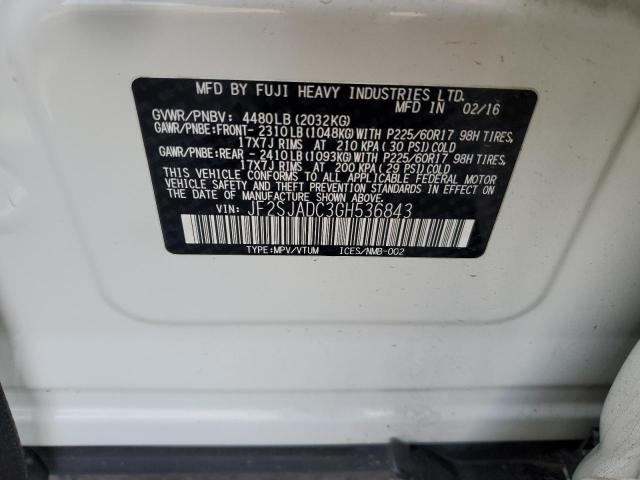 MFD BY FUJI HEAVY INDUSTRIES LTD.
MFD IN 02/16
GVWR/PNBV: 4480LB (2032KG)
GAWR/PNBE:FRONT- 2310LB(1048KG) WITH P225/60R17 98H TIRES,
17X7J RIMS AT 210 KPA (30 PSI) COLD
GAWR/PNBE:REAR - 2410LB(1093KG) WITH P225/60R17 98H TIRES,
17X7J RIMS AT 200 KPA (29 PSI) COLD
THIS VEHICLE CONFORMS TO ALL APPLICABLE FEDERAL MOTOR
VEHICLE SAFETY STANDARDS IN EFFECT ON THE
DATE OF MANUFACTURE SHOWN ABOVE.
VIN: JF2SJADC3GH536843
TYPE:MPV/VTUM ICES/NMB-002